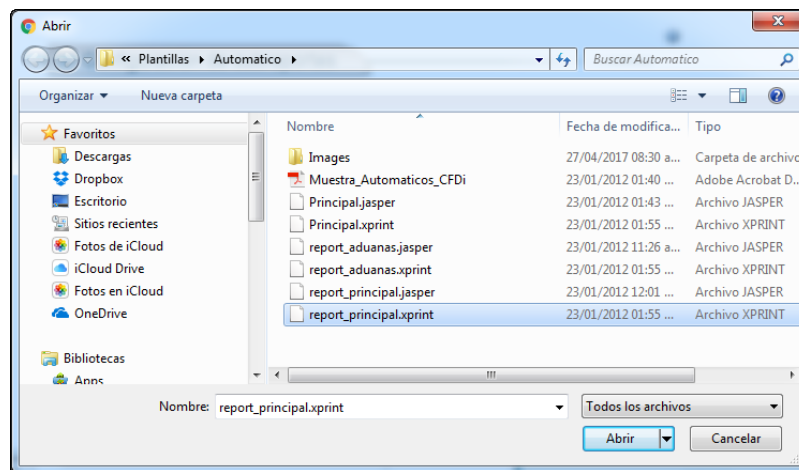 Abrir
« Plantillas Automatico
Buscar Automatico
Organizar Nueva carpeta
Nombre Fecha de modifica... Tipo
Favoritos
Descargas
Dropbox
Escritorio
Sitios recientes
Fotos de iCloud
iCloud Drive
Fotos en iCloud
OneDrive
Bibliotecas
Apps
Images 27/04/2017 08:30 a... Carpeta de archivo
Muestra_Automaticos_CFDi 23/01/2012 01:40 ... Adobe Acrobat D...
Principal.jasper 23/01/2012 01:43 ... Archivo JASPER
Principal.xprint 23/01/2012 01:55 ... Archivo XPRINT
report_aduanas.jasper 23/01/2012 11:26 a... Archivo JASPER
report_aduanas.xprint 23/01/2012 01:55 ... Archivo XPRINT
report_principal.jasper 23/01/2012 12:01 ... Archivo JASPER
report_principal.xprint 23/01/2012 01:55 ... Archivo XPRINT
Nombre: report_principal.xprint Todos los archivos
Abrir Cancelar